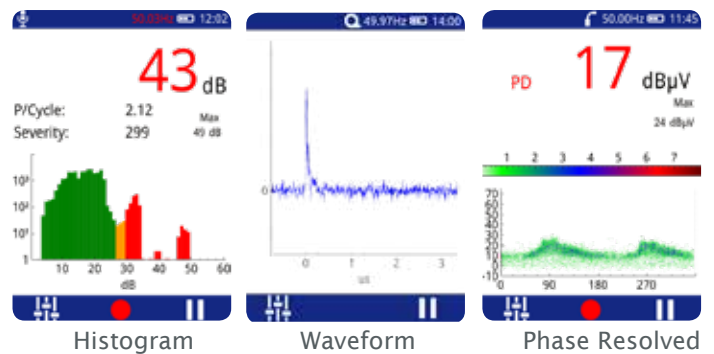 50.03Hz 12:02
43 dB
P/Cycle: 2.12
Max
Severity: 299 49 dB
10³
10²
10¹
1
10 20 30 40 50 60
dB
Histogram
49.97Hz 14:00
0
0 1 2 3
us
Waveform
50.00Hz 11:45
PD 17 dBµV
Max
24 dBµV
1 2 3 4 5 6 7
70
60
50
40
30
20
10
0
-10
0 90 180 270
Phase Resolved